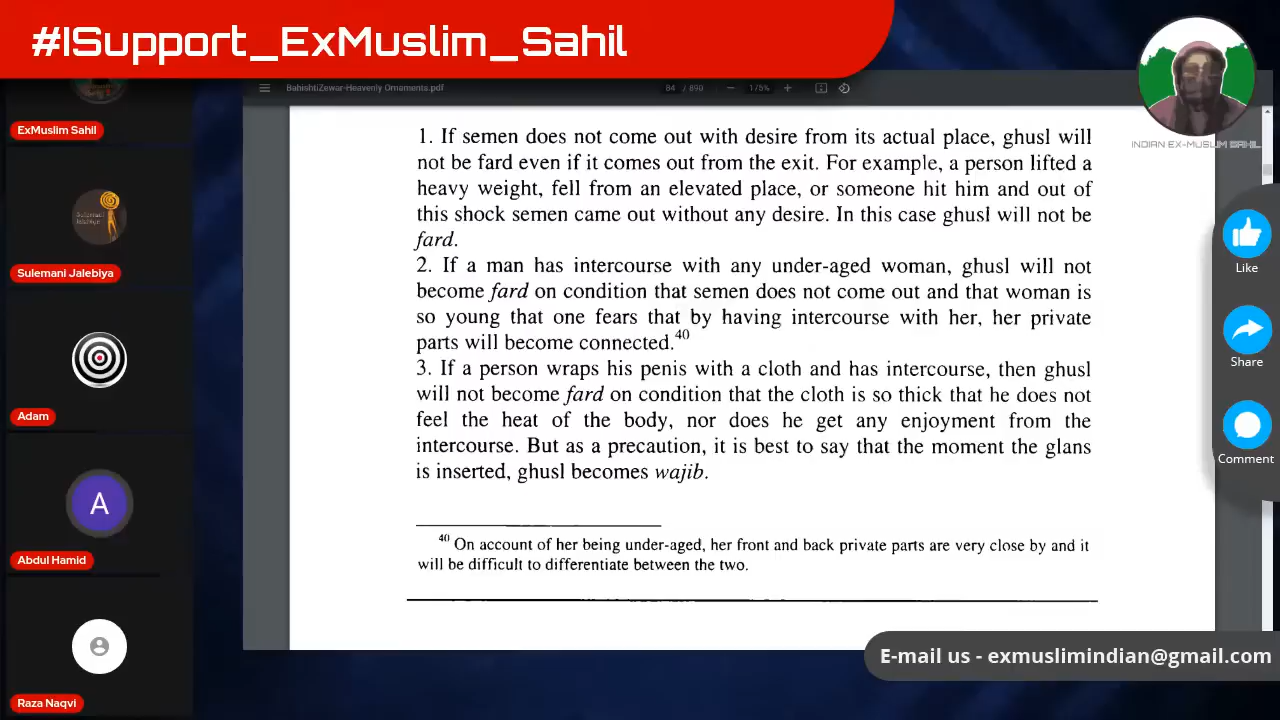 #ISupport_ExMuslim_Sahil
BahishtiZewar-Heavenly Ornaments.pdf
84 / 890
175%
ExMuslim Sahil
Sulemani Jalebiya
Adam
A
Abdul Hamid
Raza Naqvi
INDIAN EX-MUSLIM SAHIL
1. If semen does not come out with desire from its actual place, ghusl will
not be fard even if it comes out from the exit. For example, a person lifted a
heavy weight, fell from an elevated place, or someone hit him and out of
this shock semen came out without any desire. In this case ghusl will not be
fard.
2. If a man has intercourse with any under-aged woman, ghusl will not
become fard on condition that semen does not come out and that woman is
so young that one fears that by having intercourse with her, her private
parts will become connected.40
3. If a person wraps his penis with a cloth and has intercourse, then ghusl
will not become fard on condition that the cloth is so thick that he does not
feel the heat of the body, nor does he get any enjoyment from the
intercourse. But as a precaution, it is best to say that the moment the glans
is inserted, ghusl becomes wajib.
40 On account of her being under-aged, her front and back private parts are very close by and it
will be difficult to differentiate between the two.
Like
Share
Comment
E-mail us - exmuslimindian@gmail.com